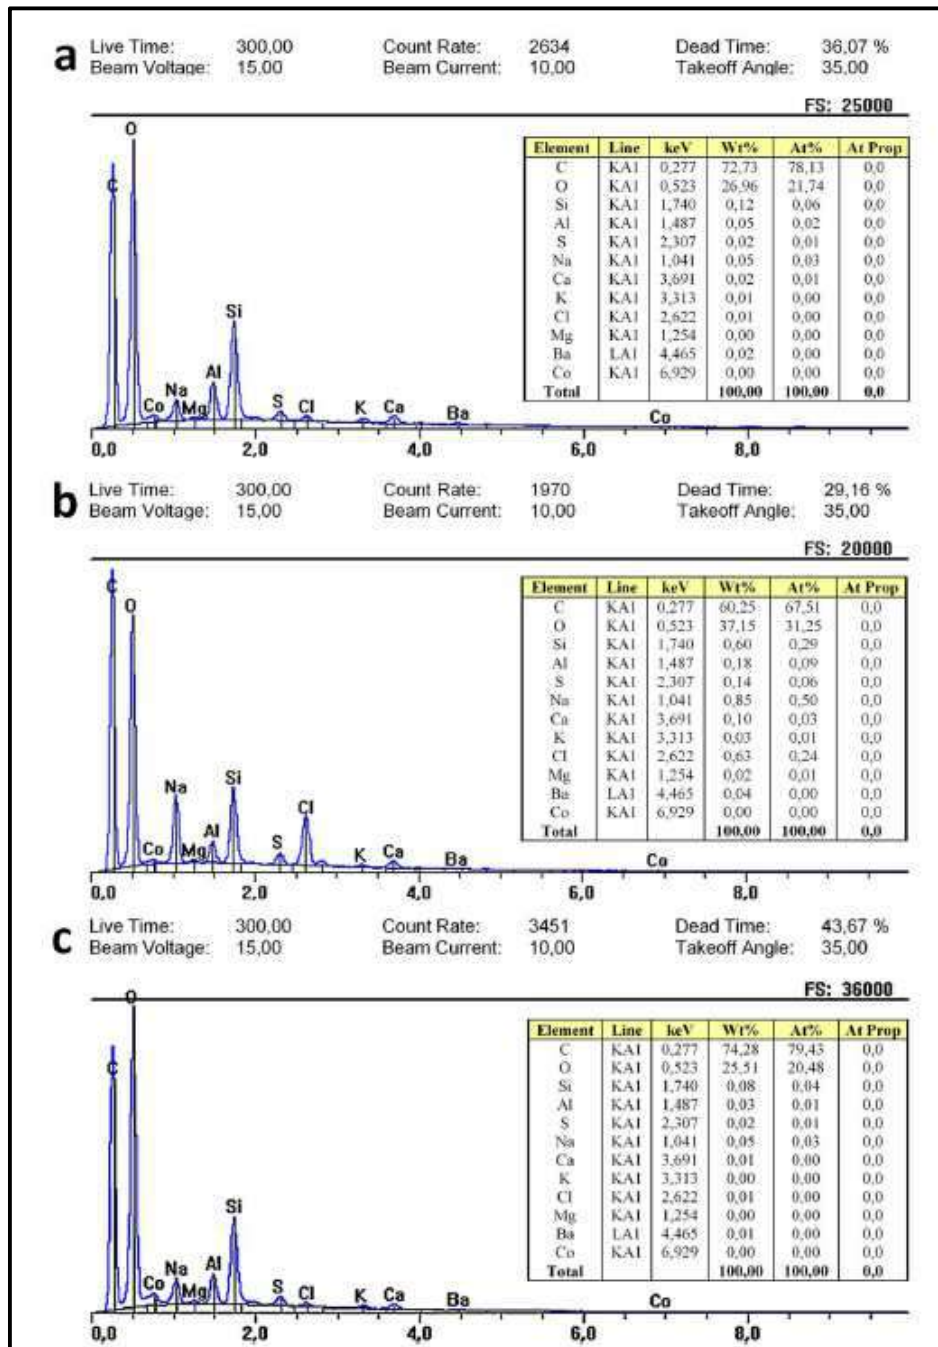 a
Live Time: 300,00 Count Rate: 2634 Dead Time: 36,07 %
Beam Voltage: 15,00 Beam Current: 10,00 Takeoff Angle: 35,00
FS: 25000
O
C
Element Line keV Wt% At% At Prop
C KA1 0,277 72,73 78,13 0,0
O KA1 0,523 26,96 21,74 0,0
Si KA1 1,740 0,12 0,06 0,0
Al KA1 1,487 0,05 0,02 0,0
S KA1 2,307 0,02 0,01 0,0
Na KA1 1,041 0,05 0,03 0,0
Ca KA1 3,691 0,02 0,01 0,0
K KA1 3,313 0,01 0,00 0,0
Cl KA1 2,622 0,01 0,00 0,0
Mg KA1 1,254 0,00 0,00 0,0
Ba LA1 4,465 0,02 0,00 0,0
Co KA1 6,929 0,00 0,00 0,0
Total 100,00 100,00 0,0
Co Na Mg Al Si S Cl K Ca Ba Co
0,0 2,0 4,0 6,0 8,0
b
Live Time: 300,00 Count Rate: 1970 Dead Time: 29,16 %
Beam Voltage: 15,00 Beam Current: 10,00 Takeoff Angle: 35,00
FS: 20000
C
O
Element Line keV Wt% At% At Prop
C KA1 0,277 60,25 67,51 0,0
O KA1 0,523 37,15 31,25 0,0
Si KA1 1,740 0,60 0,29 0,0
Al KA1 1,487 0,18 0,09 0,0
S KA1 2,307 0,14 0,06 0,0
Na KA1 1,041 0,85 0,50 0,0
Ca KA1 3,691 0,10 0,03 0,0
K KA1 3,313 0,03 0,01 0,0
Cl KA1 2,622 0,63 0,24 0,0
Mg KA1 1,254 0,02 0,01 0,0
Ba LA1 4,465 0,04 0,00 0,0
Co KA1 6,929 0,00 0,00 0,0
Total 100,00 100,00 0,0
Co Na Mg Al Si S Cl K Ca Ba Co
0,0 2,0 4,0 6,0 8,0
c
Live Time: 300,00 Count Rate: 3451 Dead Time: 43,67 %
Beam Voltage: 15,00 Beam Current: 10,00 Takeoff Angle: 35,00
FS: 36000
O
C
Element Line keV Wt% At% At Prop
C KA1 0,277 74,28 79,43 0,0
O KA1 0,523 25,51 20,48 0,0
Si KA1 1,740 0,08 0,04 0,0
Al KA1 1,487 0,03 0,01 0,0
S KA1 2,307 0,02 0,01 0,0
Na KA1 1,041 0,05 0,03 0,0
Ca KA1 3,691 0,01 0,00 0,0
K KA1 3,313 0,00 0,00 0,0
Cl KA1 2,622 0,01 0,00 0,0
Mg KA1 1,254 0,00 0,00 0,0
Ba LA1 4,465 0,01 0,00 0,0
Co KA1 6,929 0,00 0,00 0,0
Total 100,00 100,00 0,0
Co Na Mg Al Si S Cl K Ca Ba Co
0,0 2,0 4,0 6,0 8,0